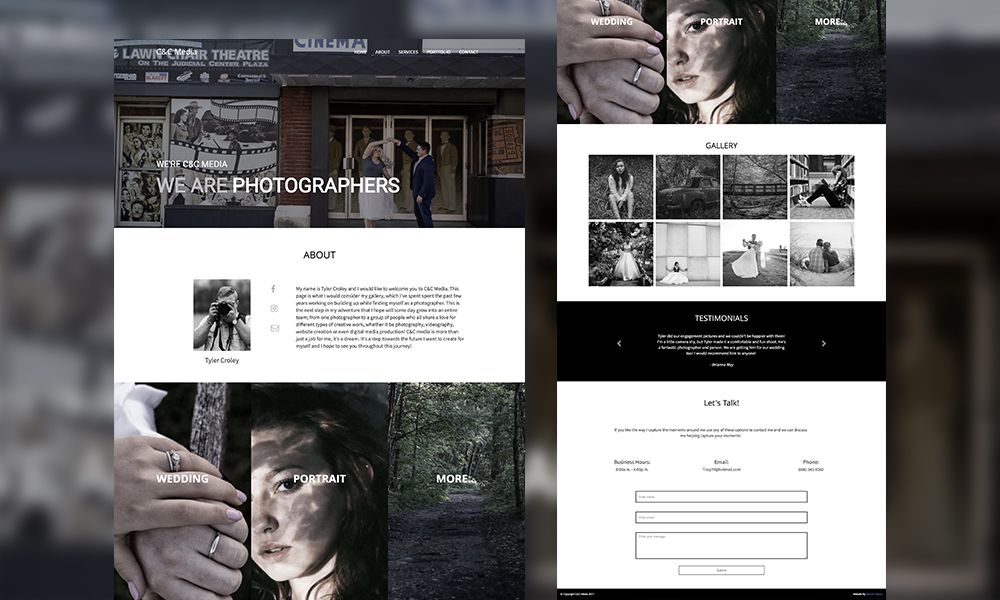 C&C Media
HOME ABOUT SERVICES PORTFOLIO CONTACT
CINEMA
LAWN CHAIR THEATRE
ON THE JUDICIAL CENTER PLAZA
WE'RE C&C MEDIA
WE ARE PHOTOGRAPHERS
ABOUT
My name is Tyler Croley and I would like to welcome you to C&C Media. This
page is what I would consider my gallery, which I've spent spent the past few
years working on building up while finding myself as a photographer. This is
the next step in my adventure that I hope will some day grow into an entire
team; from one photographer to a group of people who all share a love for
different types of creative work, whether it be photography, videography,
website creation or even digital media production! C&C media is more than
just a job for me, it's a dream. It's a step towards the future I want to create for
myself and I hope to see you throughout this journey!
Tyler Croley
WEDDING
PORTRAIT
MORE...
WEDDING
PORTRAIT
MORE...
GALLERY
TESTIMONIALS
Tyler did our engagement pictures and we couldn't be happier with them!
I'm a little camera shy, but Tyler made it a comfortable and fun shoot. He's
a fantastic photographer and person. We are getting him for our wedding
too! I would recommend him to anyone!
- Brianna May
Let's Talk!
If you like the way I capture the moments around me use any of these options to contact me and we can discuss
me helping capture your moments!
Business Hours:
Email:
Phone:
8:00a.m. - 4:00p.m.
Enter name
Enter email
Enter your message
Submit
© Copyright C&C Media 2017
Website by